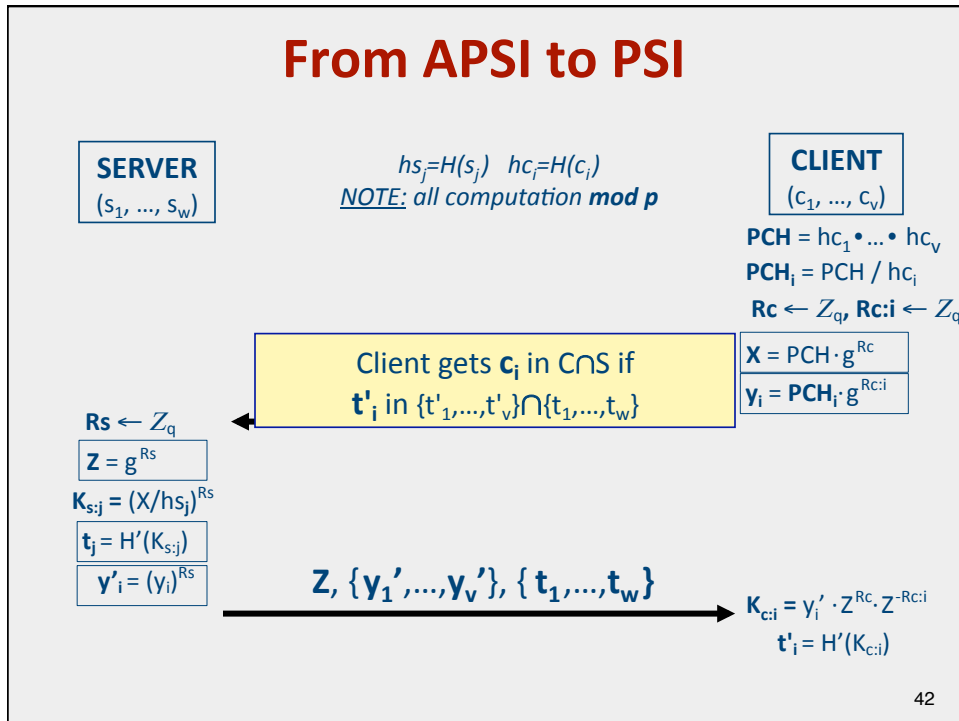 From APSI to PSI
SERVER
(s1, ..., sw)
hsj=H(sj) hci=H(ci)
NOTE: all computation mod p
CLIENT
(c1, ..., cv)
PCH = hc1•...• hcv
PCHi = PCH / hci
Rc ← Zq, Rc:i ← Zq
X = PCH·g^Rc
yi = PCHi·g^Rc:i
Client gets ci in C∩S if
t'i in {t'1,...,t'v}∩{t1,...,tw}
Rs ← Zq
Z = g^Rs
Ks:j = (X/hsj)^Rs
tj = H’(Ks:j)
y’i = (yi)^Rs
Z, {y1’,...,yv’}, { t1,...,tw}
Kc:i = yi’ ·Z^Rc·Z^-Rc:i
t'i = H’(Kc:i)
42